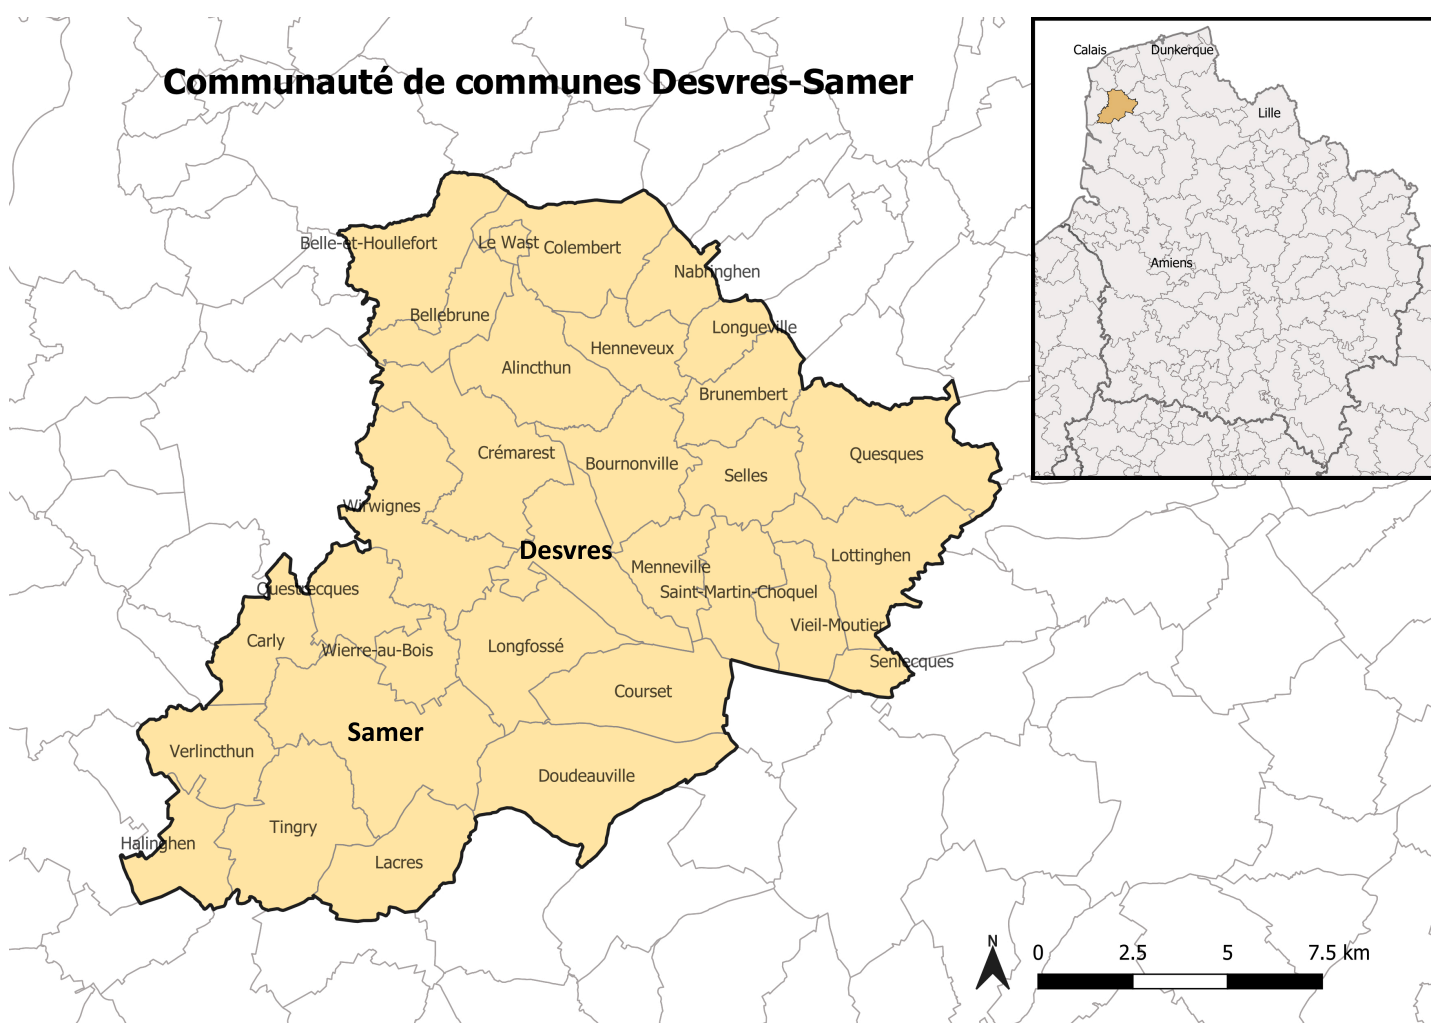 Communauté de communes Desvres-Samer
Calais
Dunkerque
Lille
Amiens
Belle-et-Houllefort
Le Wast
Colembert
Nabringhen
Bellebrune
Longueville
Henneveux
Alincthun
Brunembert
Crémarest
Bournonville
Quesques
Selles
Wirwignes
Desvres
Lottinghen
Menneville
Questrecques
Saint-Martin-Choquel
Vieil-Moutier
Carly
Wierre-au-Bois
Longfossé
Senlecques
Courset
Samer
Verlincthun
Doudeauville
Tingry
Halinghen
Lacres
N
0 2.5 5 7.5 km